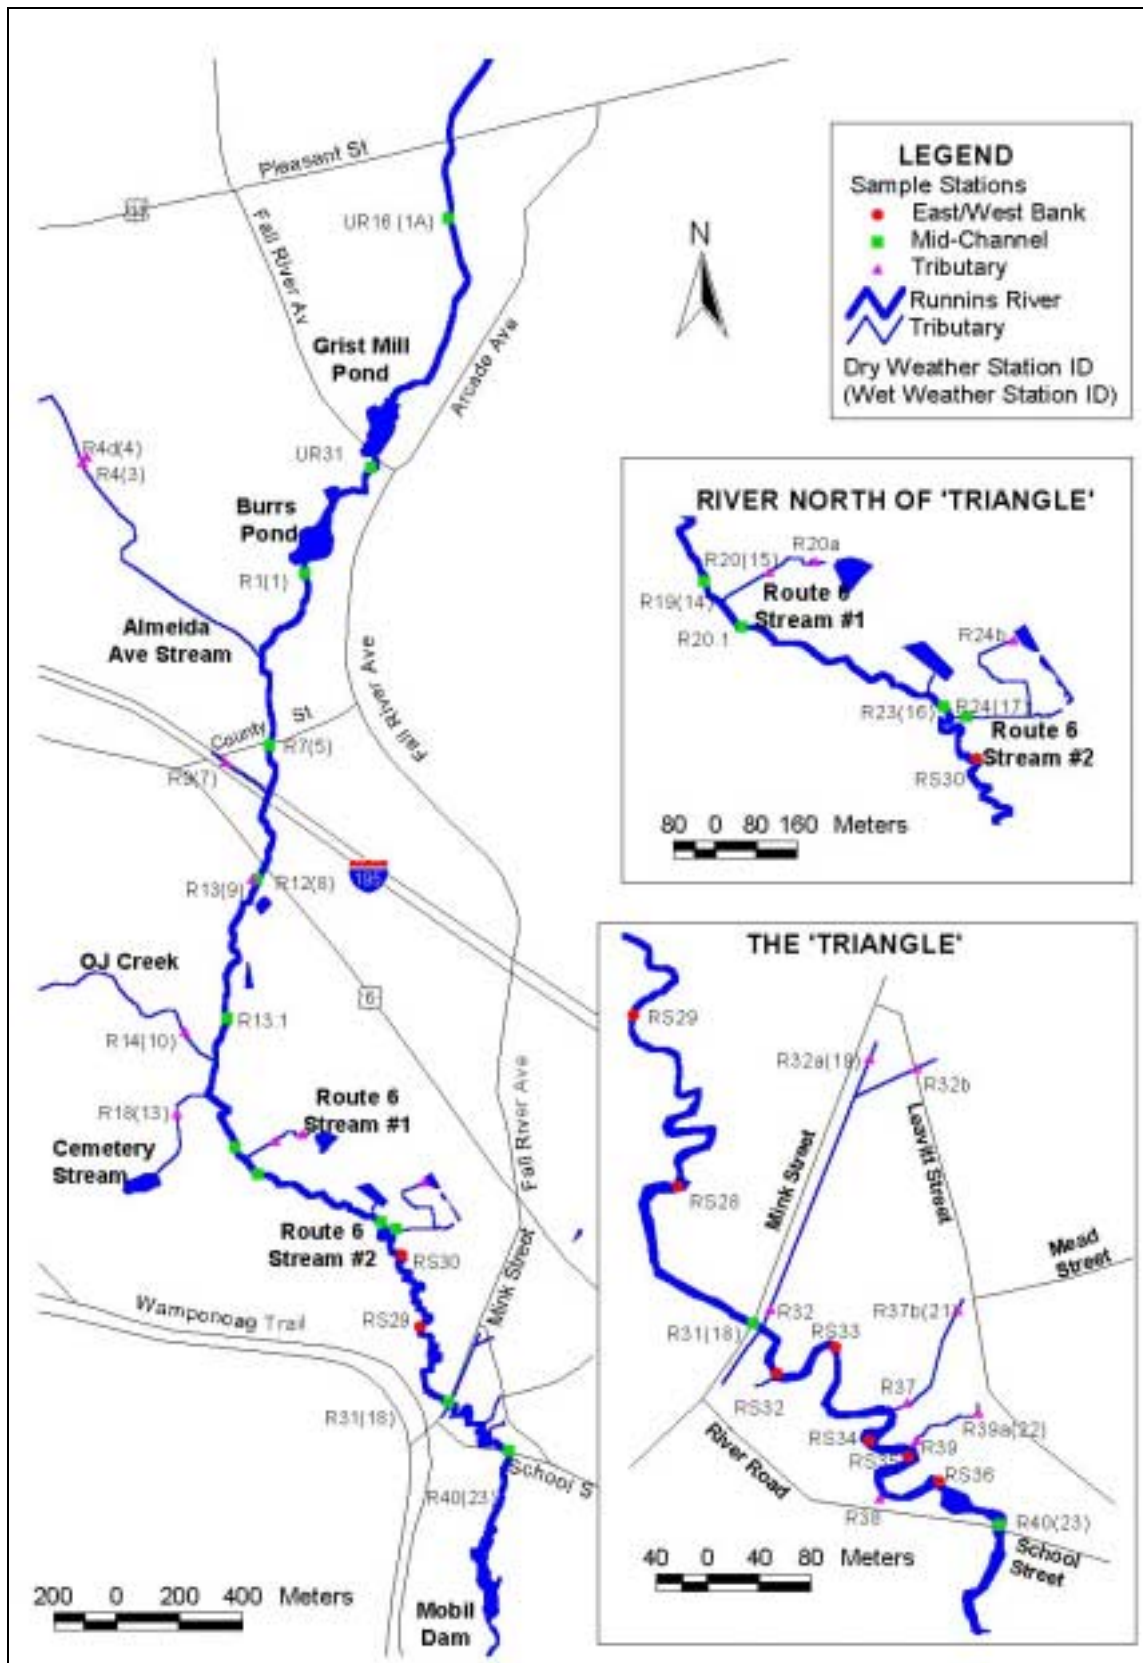 Pleasant St
UR16 (1A)
Fall River Av
Grist Mill
Pond
Arcade Ave
N
LEGEND
Sample Stations
East/West Bank
Mid-Channel
Tributary
Runnins River
Tributary
Dry Weather Station ID
(Wet Weather Station ID)
R4d(4)
R4(3)
UR31
Burrs
Pond
R1(1)
Almeida
Ave Stream
Fall River Ave
County St
R7(5)
R9(7)
195
R13(9)
R12(8)
OJ Creek
6
R13.1
R14(10)
R18(13)
Cemetery
Stream
Route 6
Stream #1
Fall River Ave
Route 6
Stream #2
RS30
Mink Street
RS29
Wamponoag Trail
R31(18)
School S
R40(23)
200 0 200 400 Meters
Mobil
Dam
RIVER NORTH OF 'TRIANGLE'
R20a
R20(15)
R19(14)
Route 6
Stream #1
R20.1
R24b
R23(16)
R24(17)
Route 6
Stream #2
RS30
80 0 80 160 Meters
THE 'TRIANGLE'
RS29
R32a(19)
R32b
Leavitt Street
Mink Street
RS28
Mead
Street
R32
R37b(21)
R31(18)
RS33
RS32
R37
R39a(22)
RS34
R39
RS35
RS36
River Road
R38
R40(23)
School
Street
40 0 40 80 Meters